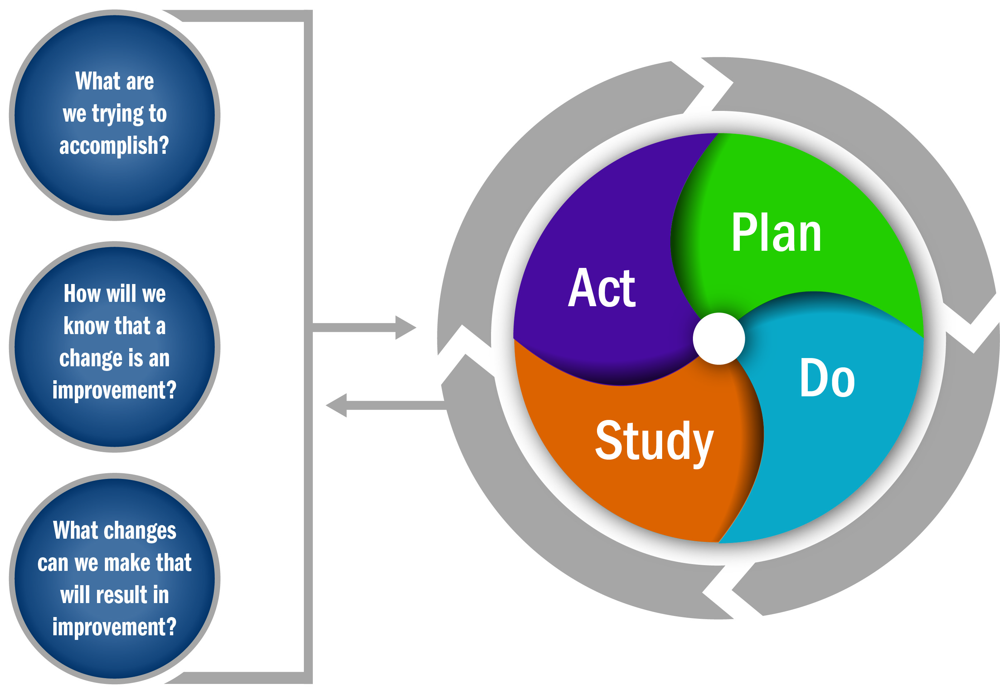 What are
we trying to
accomplish?
How will we
know that a
change is an
improvement?
What changes
can we make that
will result in
improvement?
Plan
Do
Study
Act